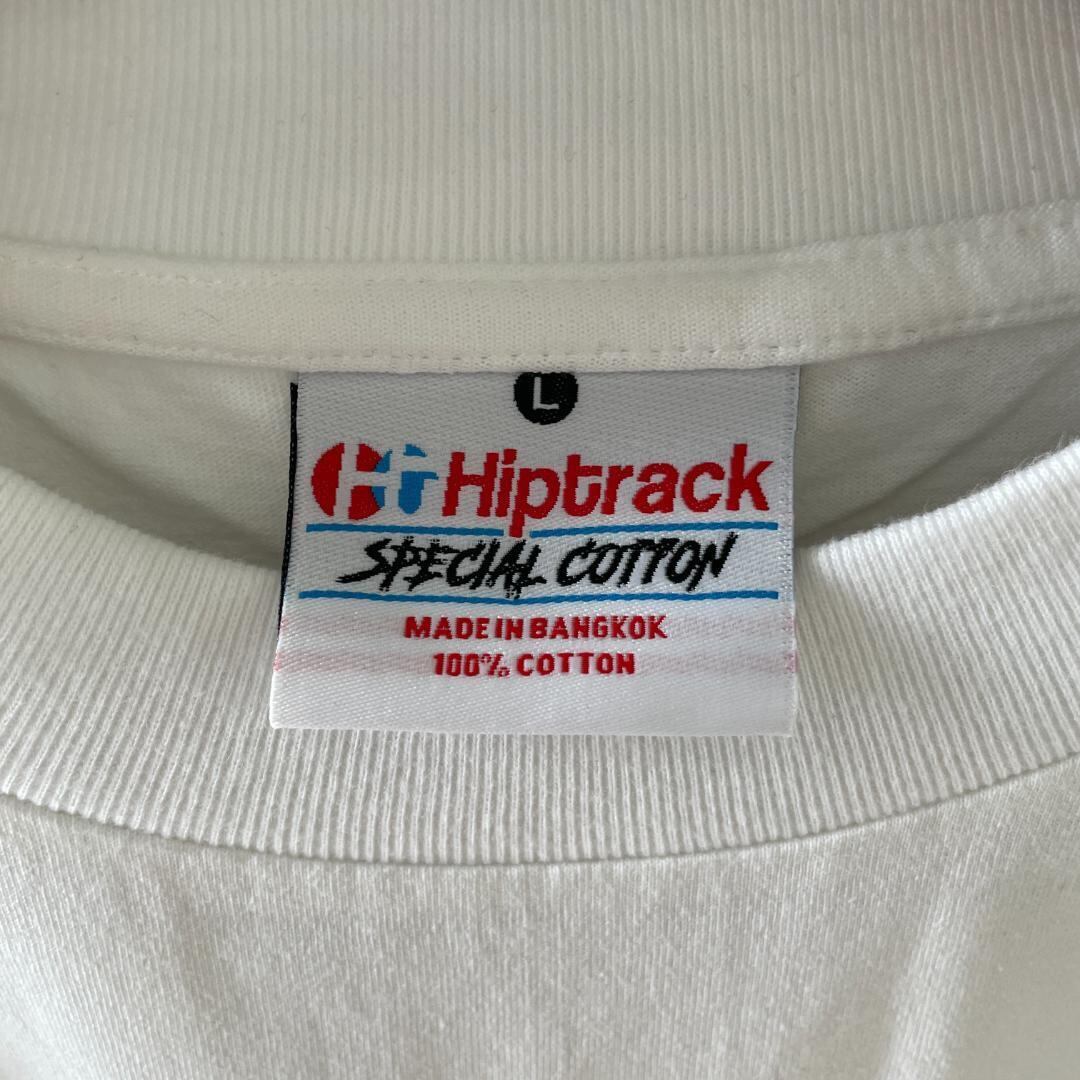 L
Hiptrack
SPECIAL COTTON
MADE IN BANGKOK
100% COTTON